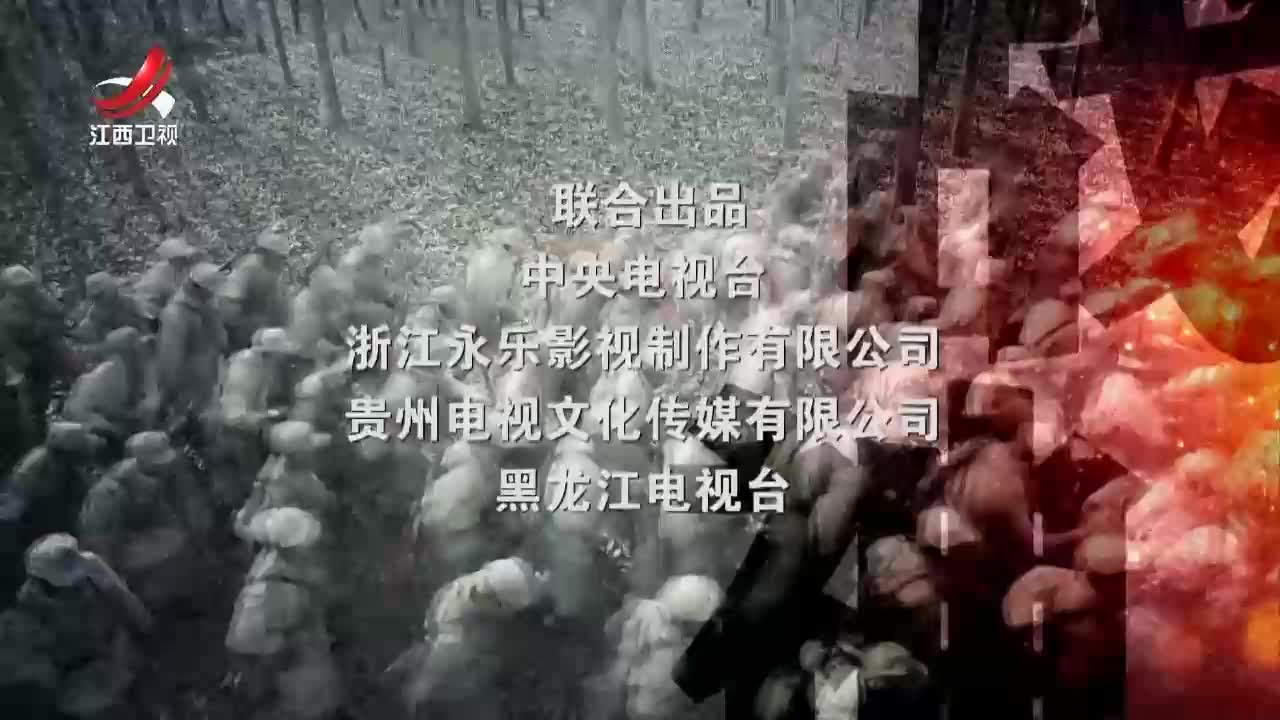 江西卫视
联合出品
中央电视台
浙江永乐影视制作有限公司
贵州电视文化传媒有限公司
黑龙江电视台